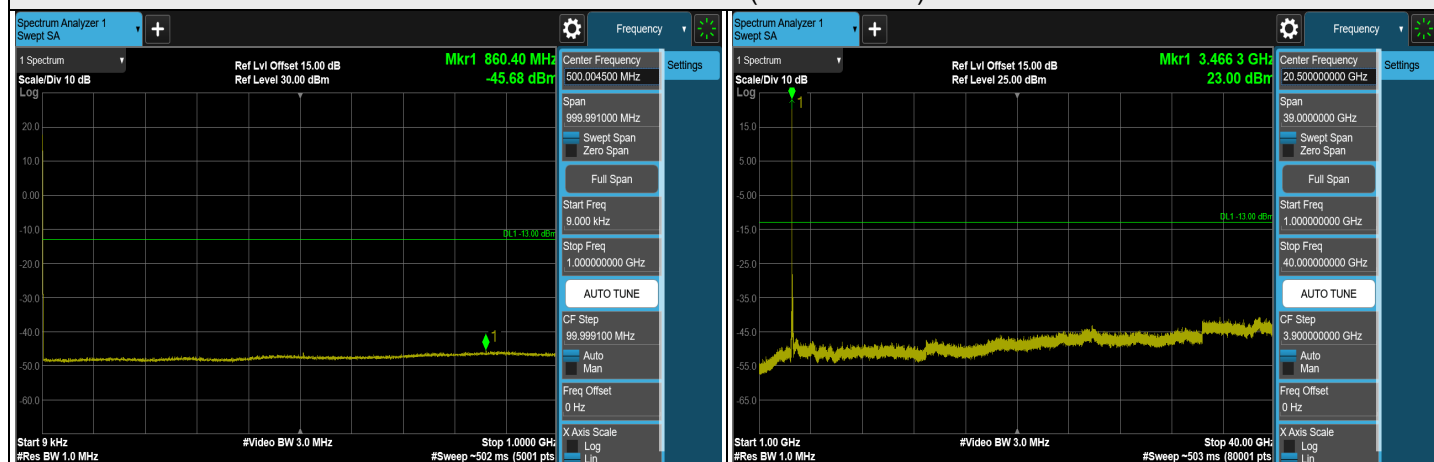 Spectrum Analyzer 1
Swept SA
+
Frequency
1 Spectrum
Ref Lvl Offset 15.00 dB
Mkr1 860.40 MHz
Scale/Div 10 dB
Ref Level 30.00 dBm
-45.68 dBm
Log
20.0
10.0
0.00
-10.0
-20.0
-30.0
-40.0
-50.0
-60.0
DL1 -13.00 dBm
1
Start 9 kHz
#Video BW 3.0 MHz
Stop 1.0000 GHz
#Res BW 1.0 MHz
#Sweep ~502 ms (5001 pts
Center Frequency
500.004500 MHz
Settings
Span
999.991000 MHz
Swept Span
Zero Span
Full Span
Start Freq
9.000 kHz
Stop Freq
1.000000000 GHz
AUTO TUNE
CF Step
99.999100 MHz
Auto
Man
Freq Offset
0 Hz
X Axis Scale
Log
Lin
Spectrum Analyzer 1
Swept SA
+
Frequency
1 Spectrum
Ref Lvl Offset 15.00 dB
Mkr1 3.466 3 GHz
Scale/Div 10 dB
Ref Level 25.00 dBm
23.00 dBm
Log
1
15.0
5.00
-5.00
-15.0
-25.0
-35.0
-45.0
-55.0
-65.0
DL1 -13.00 dBm
Start 1.00 GHz
#Video BW 3.0 MHz
Stop 40.00 GHz
#Res BW 1.0 MHz
#Sweep ~503 ms (80001 pts
Center Frequency
20.500000000 GHz
Settings
Span
39.0000000 GHz
Swept Span
Zero Span
Full Span
Start Freq
1.000000000 GHz
Stop Freq
40.000000000 GHz
AUTO TUNE
CF Step
3.900000000 GHz
Auto
Man
Freq Offset
0 Hz
X Axis Scale
Log
Lin